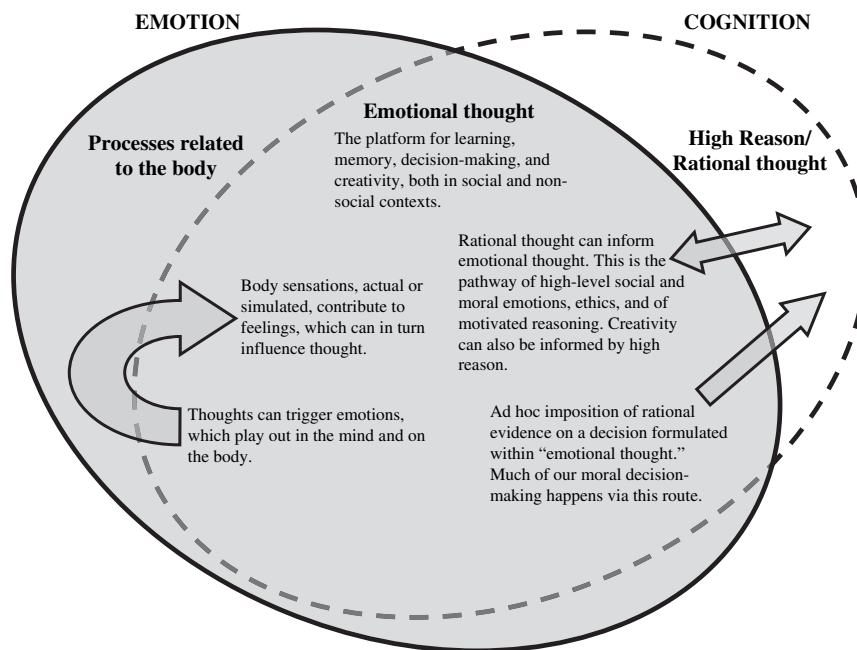 EMOTION
COGNITION
Emotional thought
The platform for learning,
memory, decision-making, and
creativity, both in social and non-
social contexts.
Processes related
to the body
High Reason/
Rational thought
Rational thought can inform
emotional thought. This is the
pathway of high-level social and
moral emotions, ethics, and of
motivated reasoning. Creativity
can also be informed by high
reason.
Body sensations, actual or
simulated, contribute to
feelings, which can in turn
influence thought.
Thoughts can trigger emotions,
which play out in the mind and on
the body.
Ad hoc imposition of rational
evidence on a decision formulated
within “emotional thought.”
Much of our moral decision-
making happens via this route.